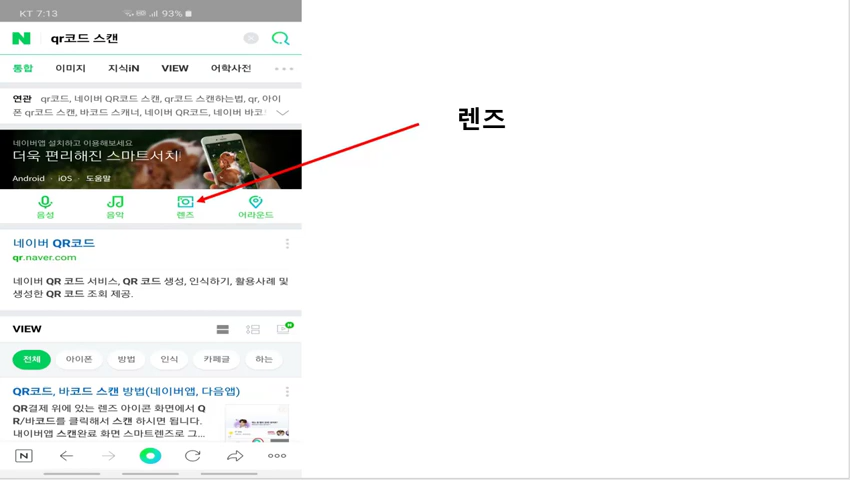 KT 7:13
93%
N
qr코드 스캔
통합 이미지 지식iN VIEW 어학사전
연관 qr코드, 네이버 QR코드 스캔, qr코드 스캔하는법, qr, 아이
폰 qr코드 스캔, 바코드 스캐너, 네이버 QR코드, 네이버 바코
네이버앱 설치하고 이용해보세요
더욱 편리해진 스마트서치
Android iOS 도움말
음성 음악 렌즈 어라운드
렌즈
네이버 QR코드
qr.naver.com
네이버 QR 코드 서비스, QR 코드 생성, 인식하기, 활용사례 및
생성한 QR 코드 조회 제공.
VIEW
N
전체 아이폰 방법 인식 카페글 하는
QR코드, 바코드 스캔 방법(네이버앱, 다음앱)
QR결제 위에 있는 렌즈 아이콘 화면에서 Q
R/바코드를 클릭해서 스캔 하시면 됩니다.
네이버앱 스캔완료 화면 스마트렌즈로 그...
N